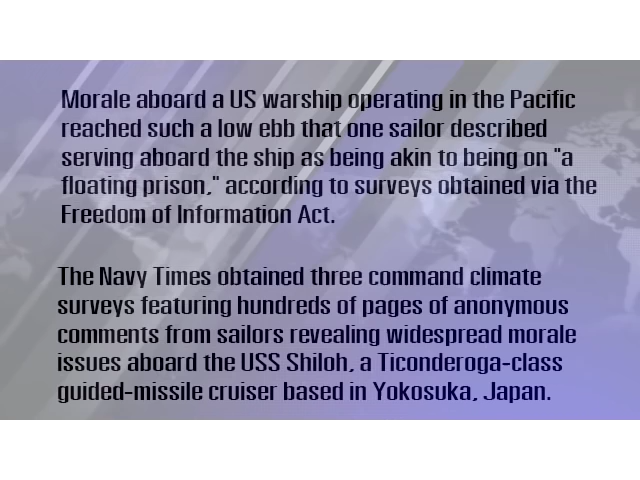 Morale aboard a US warship operating in the Pacific
reached such a low ebb that one sailor described
serving aboard the ship as being akin to being on "a
floating prison," according to surveys obtained via the
Freedom of Information Act.
The Navy Times obtained three command climate
surveys featuring hundreds of pages of anonymous
comments from sailors revealing widespread morale
issues aboard the USS Shiloh, a Ticonderoga-class
guided-missile cruiser based in Yokosuka, Japan.